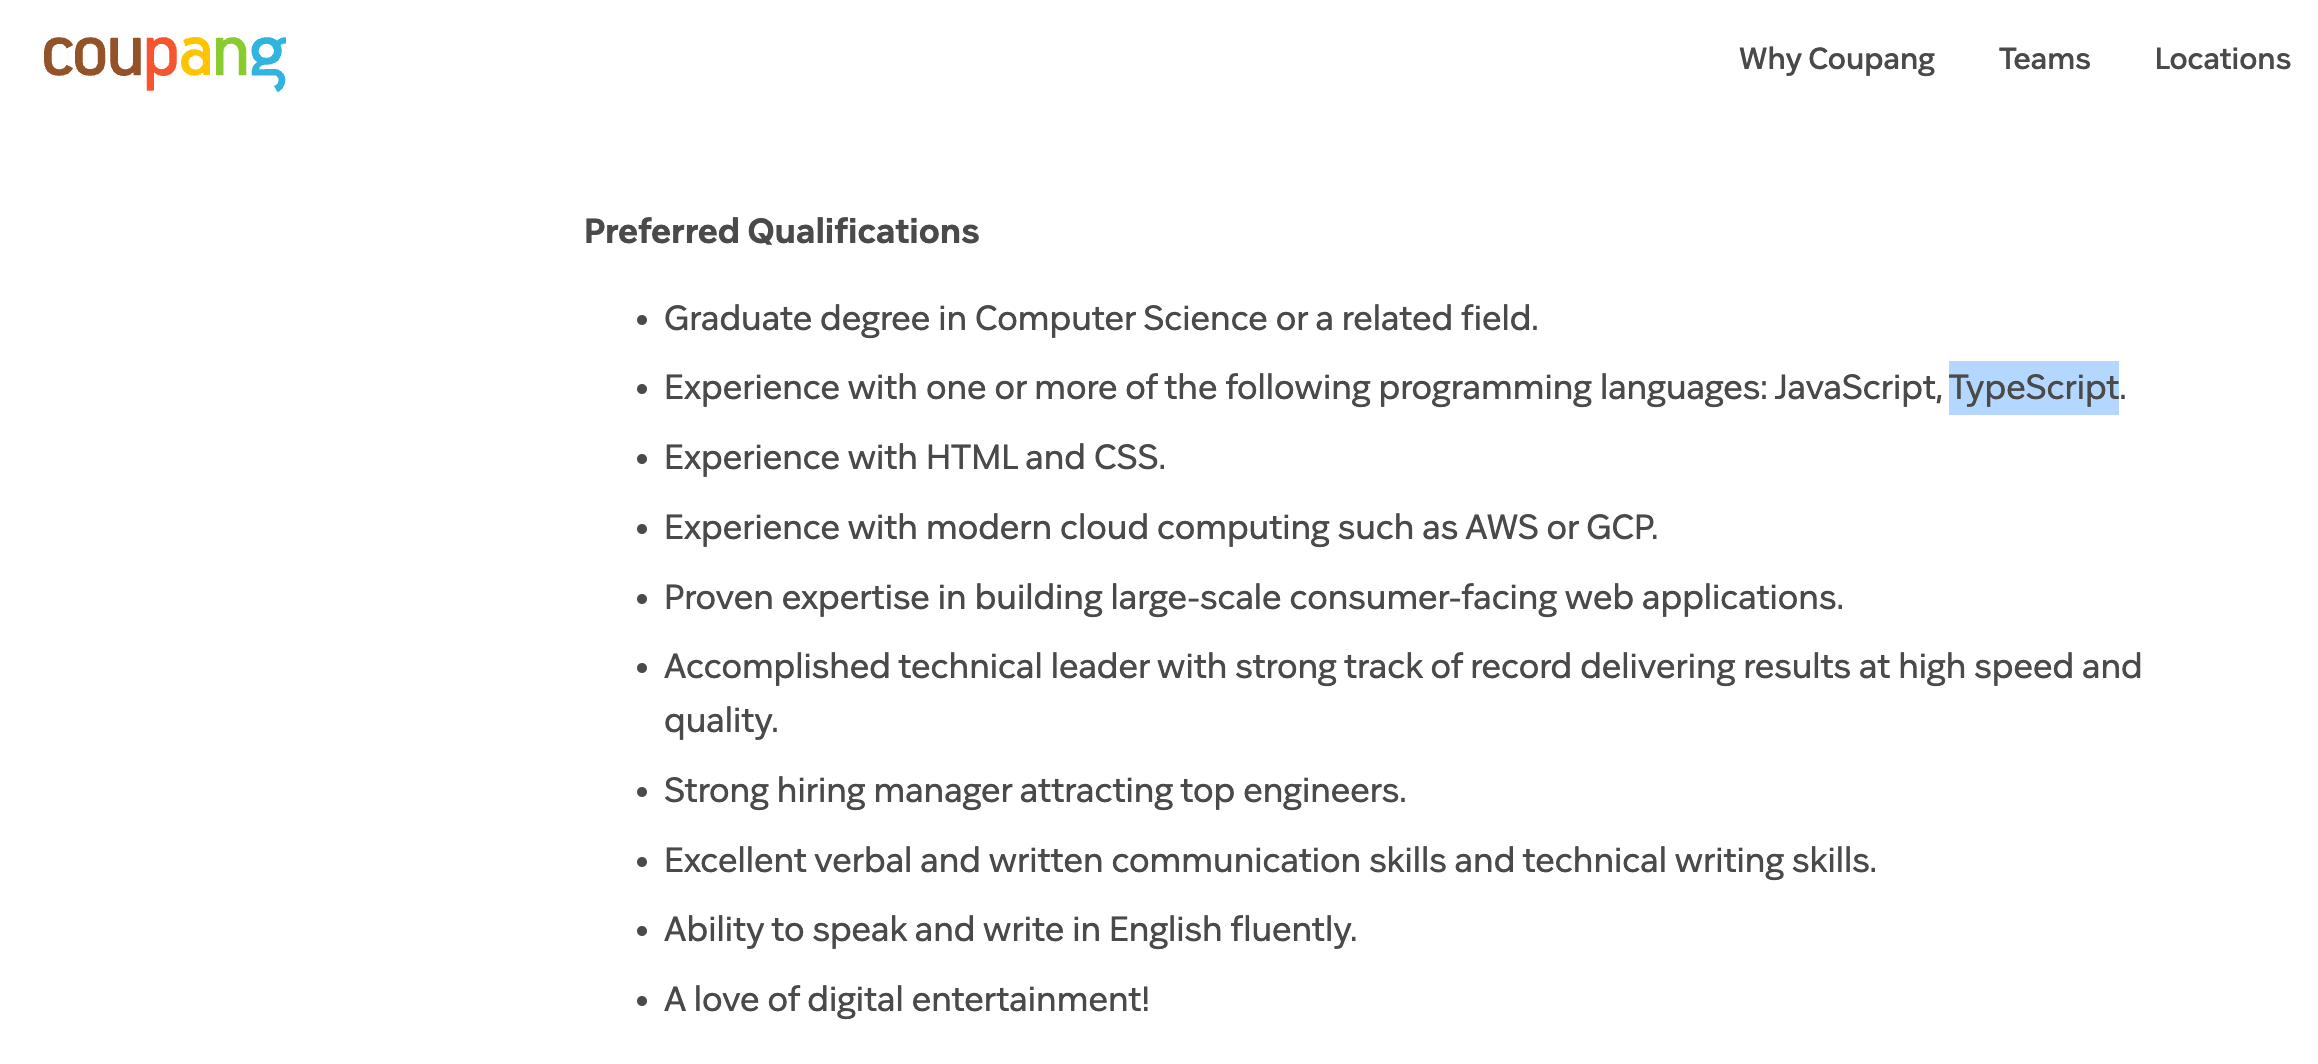 coupang
Why Coupang
Teams
Locations
Preferred Qualifications
• Graduate degree in Computer Science or a related field.
• Experience with one or more of the following programming languages: JavaScript, TypeScript.
• Experience with HTML and CSS.
• Experience with modern cloud computing such as AWS or GCP.
• Proven expertise in building large-scale consumer-facing web applications.
• Accomplished technical leader with strong track of record delivering results at high speed and
quality.
• Strong hiring manager attracting top engineers.
• Excellent verbal and written communication skills and technical writing skills.
• Ability to speak and write in English fluently.
• A love of digital entertainment!